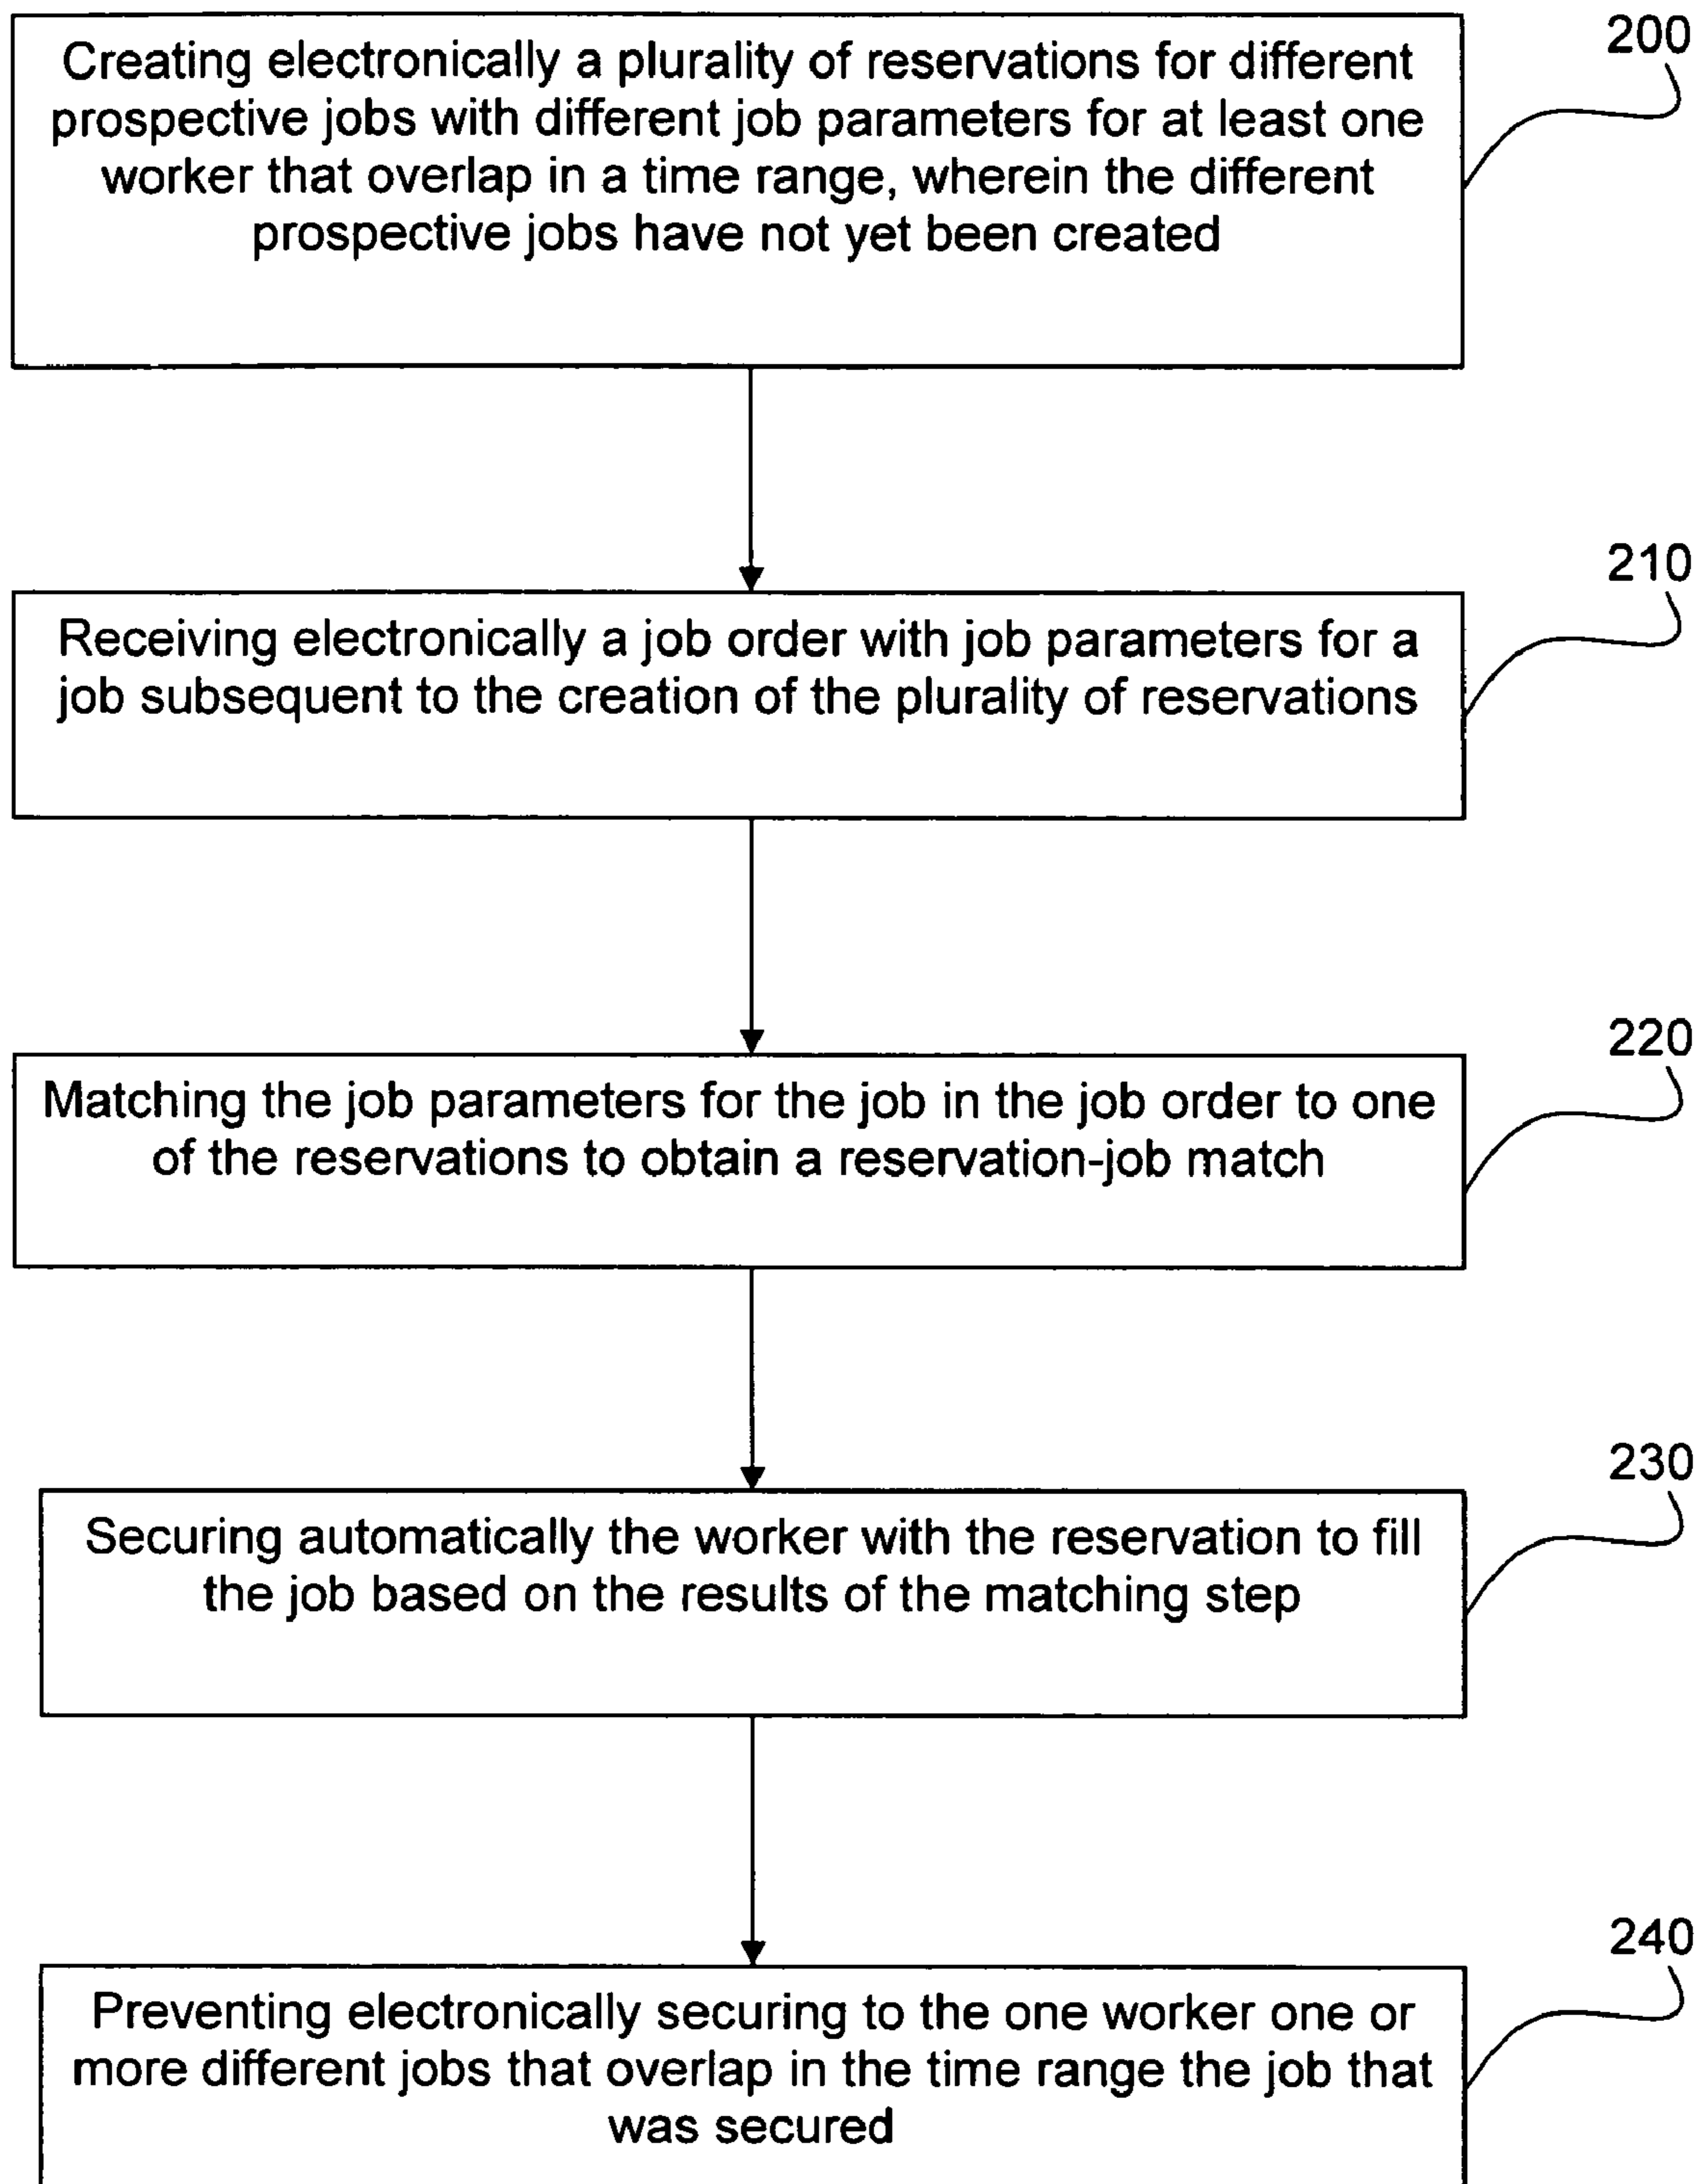 200
Creating electronically a plurality of reservations for different
prospective jobs with different job parameters for at least one
worker that overlap in a time range, wherein the different
prospective jobs have not yet been created
210
Receiving electronically a job order with job parameters for a
job subsequent to the creation of the plurality of reservations
220
Matching the job parameters for the job in the job order to one
of the reservations to obtain a reservation-job match
230
Securing automatically the worker with the reservation to fill
the job based on the results of the matching step
240
Preventing electronically securing to the one worker one or
more different jobs that overlap in the time range the job that
was secured